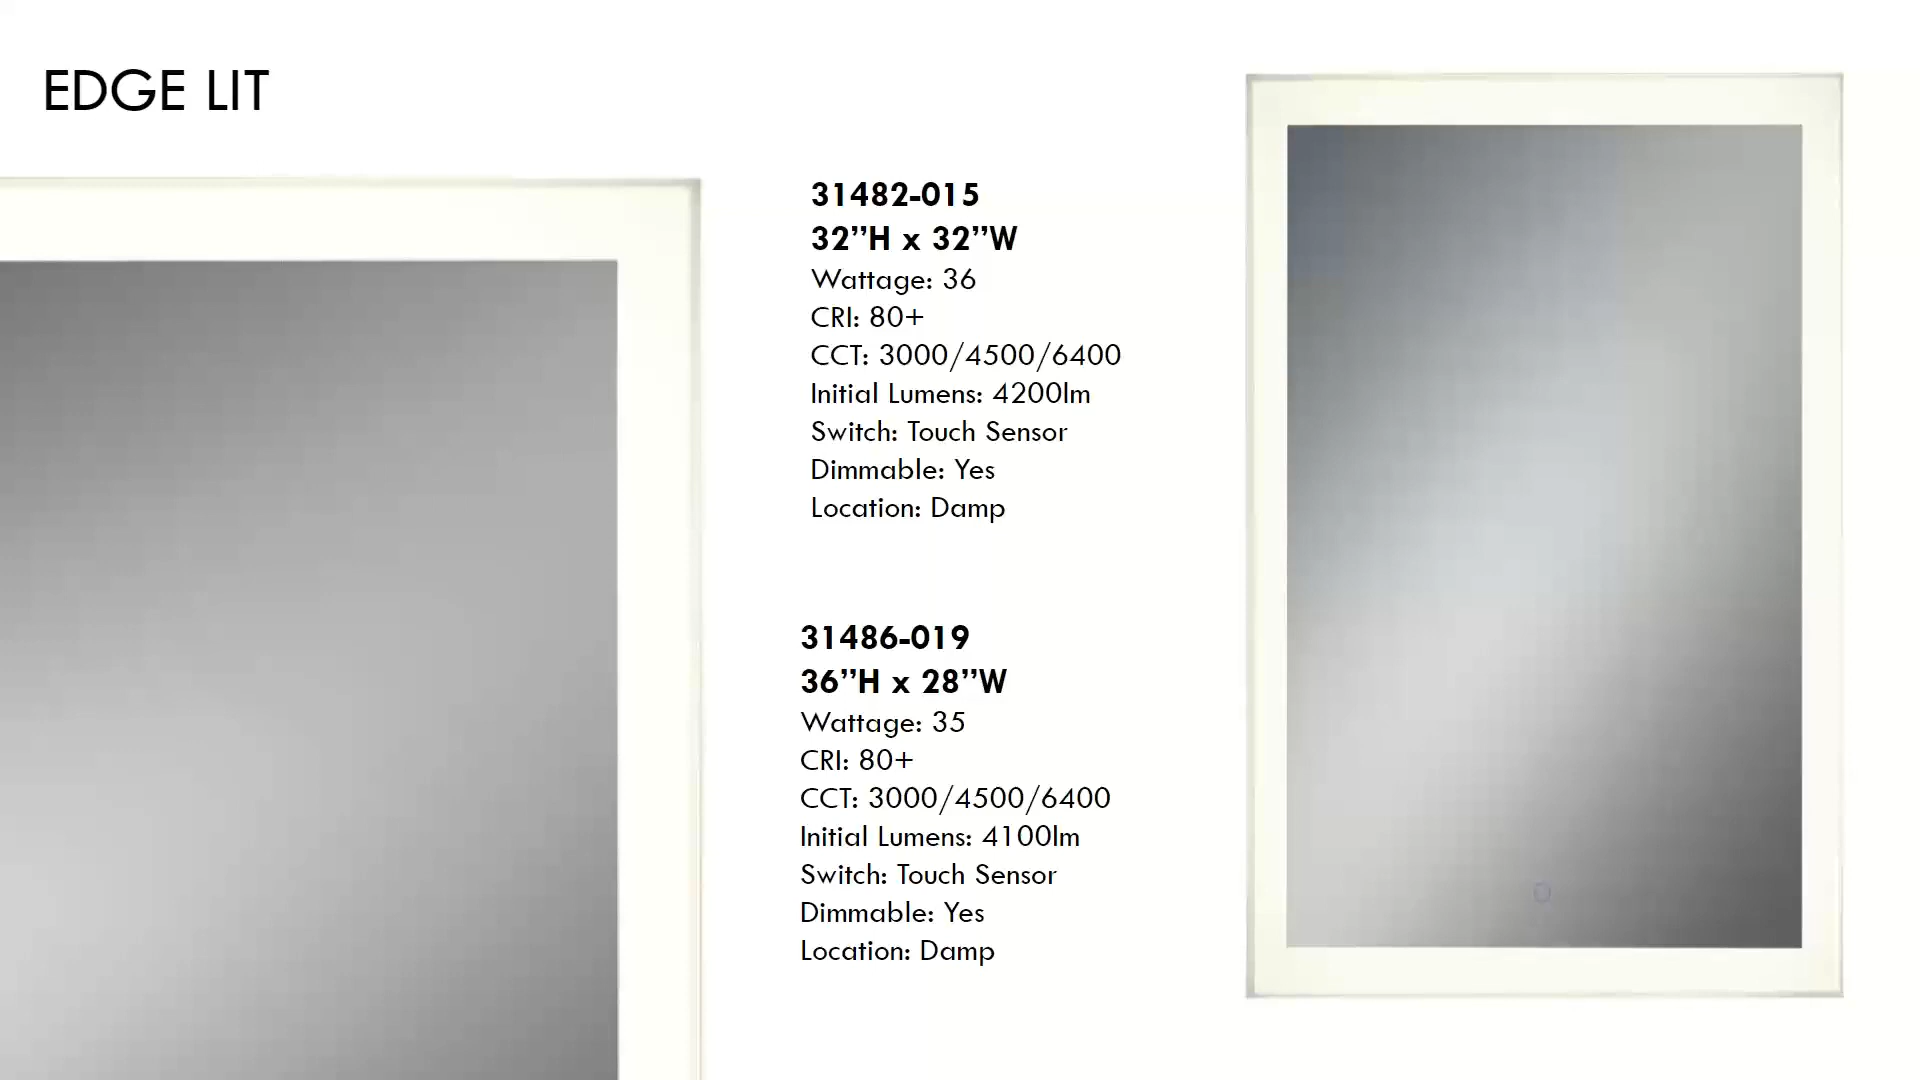 EDGE LIT
31482-015
32”H x 32”W
Wattage: 36
CRI: 80+
CCT: 3000/4500/6400
Initial Lumens: 4200lm
Switch: Touch Sensor
Dimmable: Yes
Location: Damp
31486-019
36”H x 28”W
Wattage: 35
CRI: 80+
CCT: 3000/4500/6400
Initial Lumens: 4100lm
Switch: Touch Sensor
Dimmable: Yes
Location: Damp